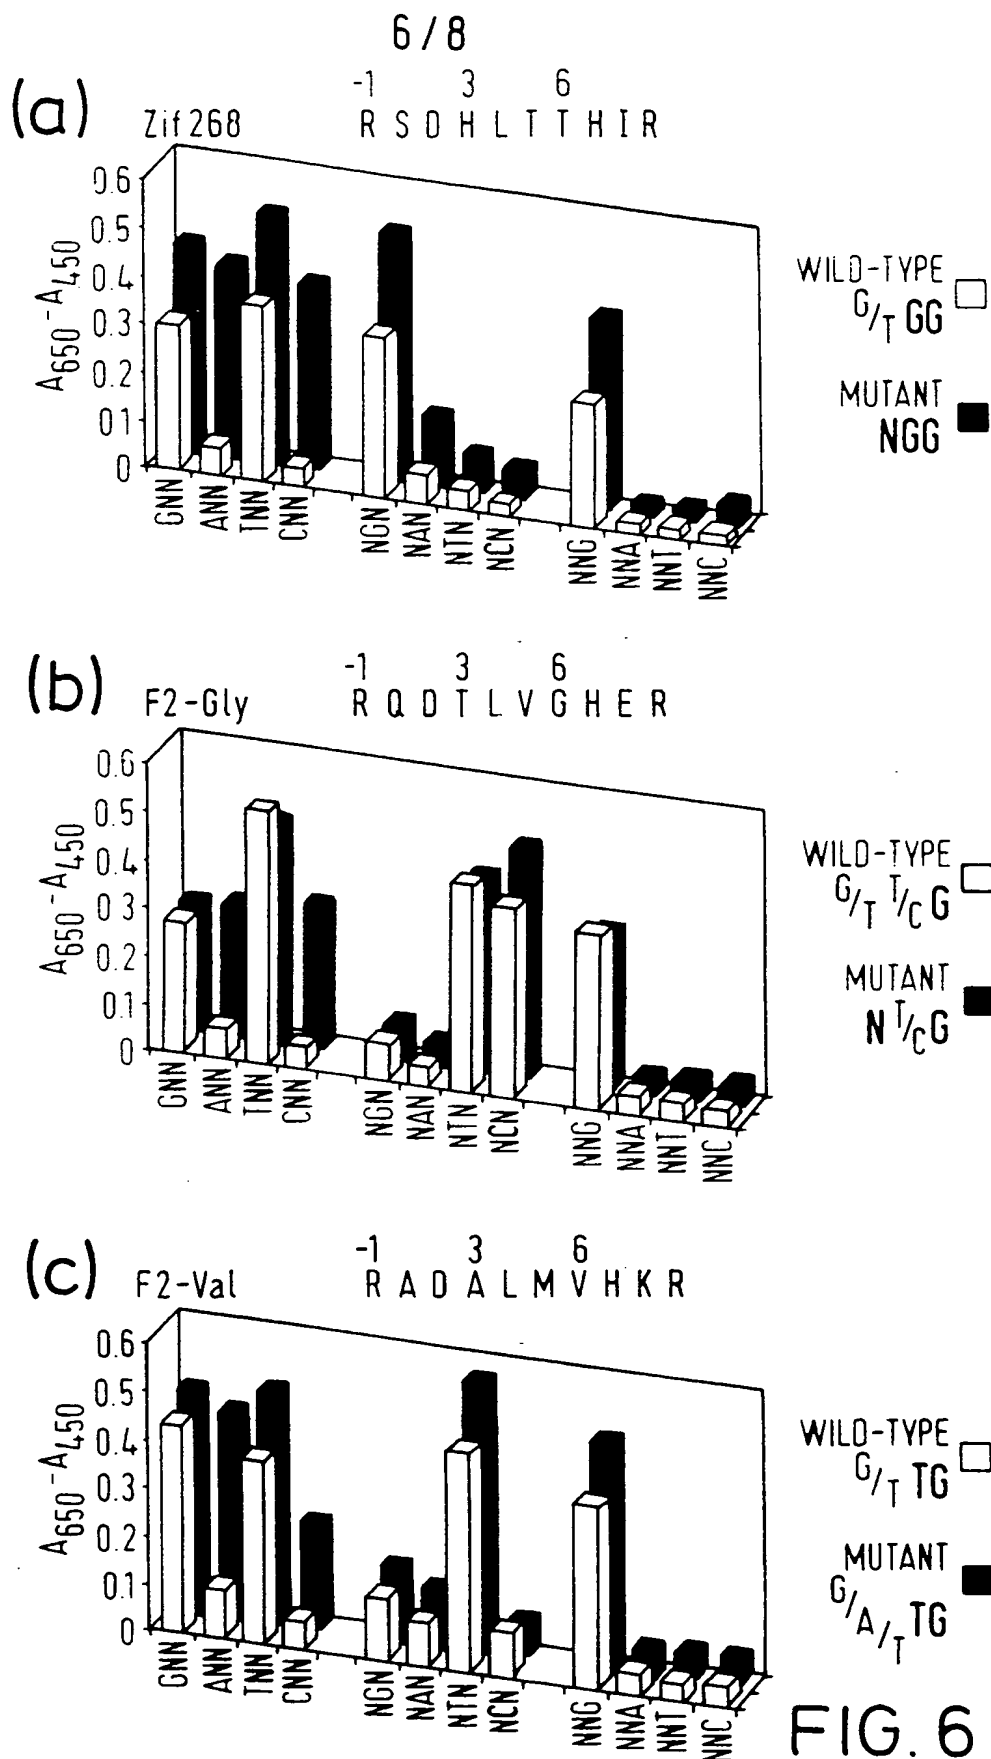 6/8
(a)
-1 3 6
Zif268 R S D H L T T H I R
0.6
0.5
0.4
0.3
0.2
01
0
A650-A450
GNN ANN TNN CNN NGN NAN NTN NCN NNG NNA NNT NNC
WILD-TYPE
G/T GG
MUTANT
NGG
(b)
-1 3 6
F2-Gly R Q D T L V G H E R
0.6
0.5
0.4
0.3
0.2
0.1
0
A650-A450
GNN ANN TNN CNN NGN NAN NTN NCN NNG NNA NNT NNC
WILD-TYPE
G/T T/C G
MUTANT
N T/C G
(c)
-1 3 6
F2-Val R A D A L M V H K R
0.6
0.5
0.4
0.3
0.2
0.1
0
A650-A450
GNN ANN TNN CNN NGN NAN NTN NCN NNG NNA NNT NNC
WILD-TYPE
G/T TG
MUTANT
G/A/T TG
FIG. 6